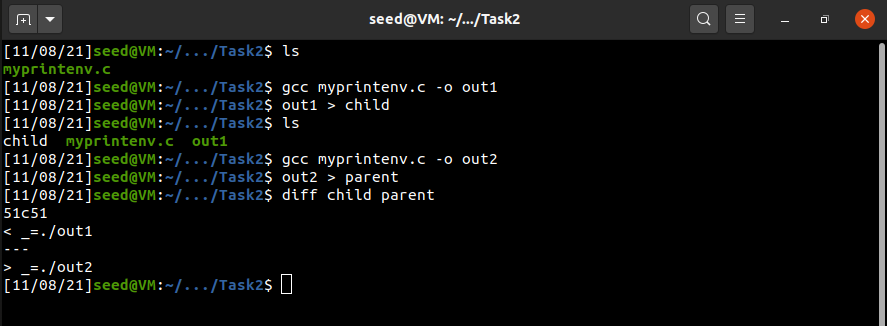 seed@VM: ~/.../Task2
[11/08/21]seed@VM:~/.../Task2$ ls
myprintenv.c
[11/08/21]seed@VM:~/.../Task2$ gcc myprintenv.c -o out1
[11/08/21]seed@VM:~/.../Task2$ out1 > child
[11/08/21]seed@VM:~/.../Task2$ ls
child  myprintenv.c  out1
[11/08/21]seed@VM:~/.../Task2$ gcc myprintenv.c -o out2
[11/08/21]seed@VM:~/.../Task2$ out2 > parent
[11/08/21]seed@VM:~/.../Task2$ diff child parent
51c51
< _=./out1
---
> _=./out2
[11/08/21]seed@VM:~/.../Task2$